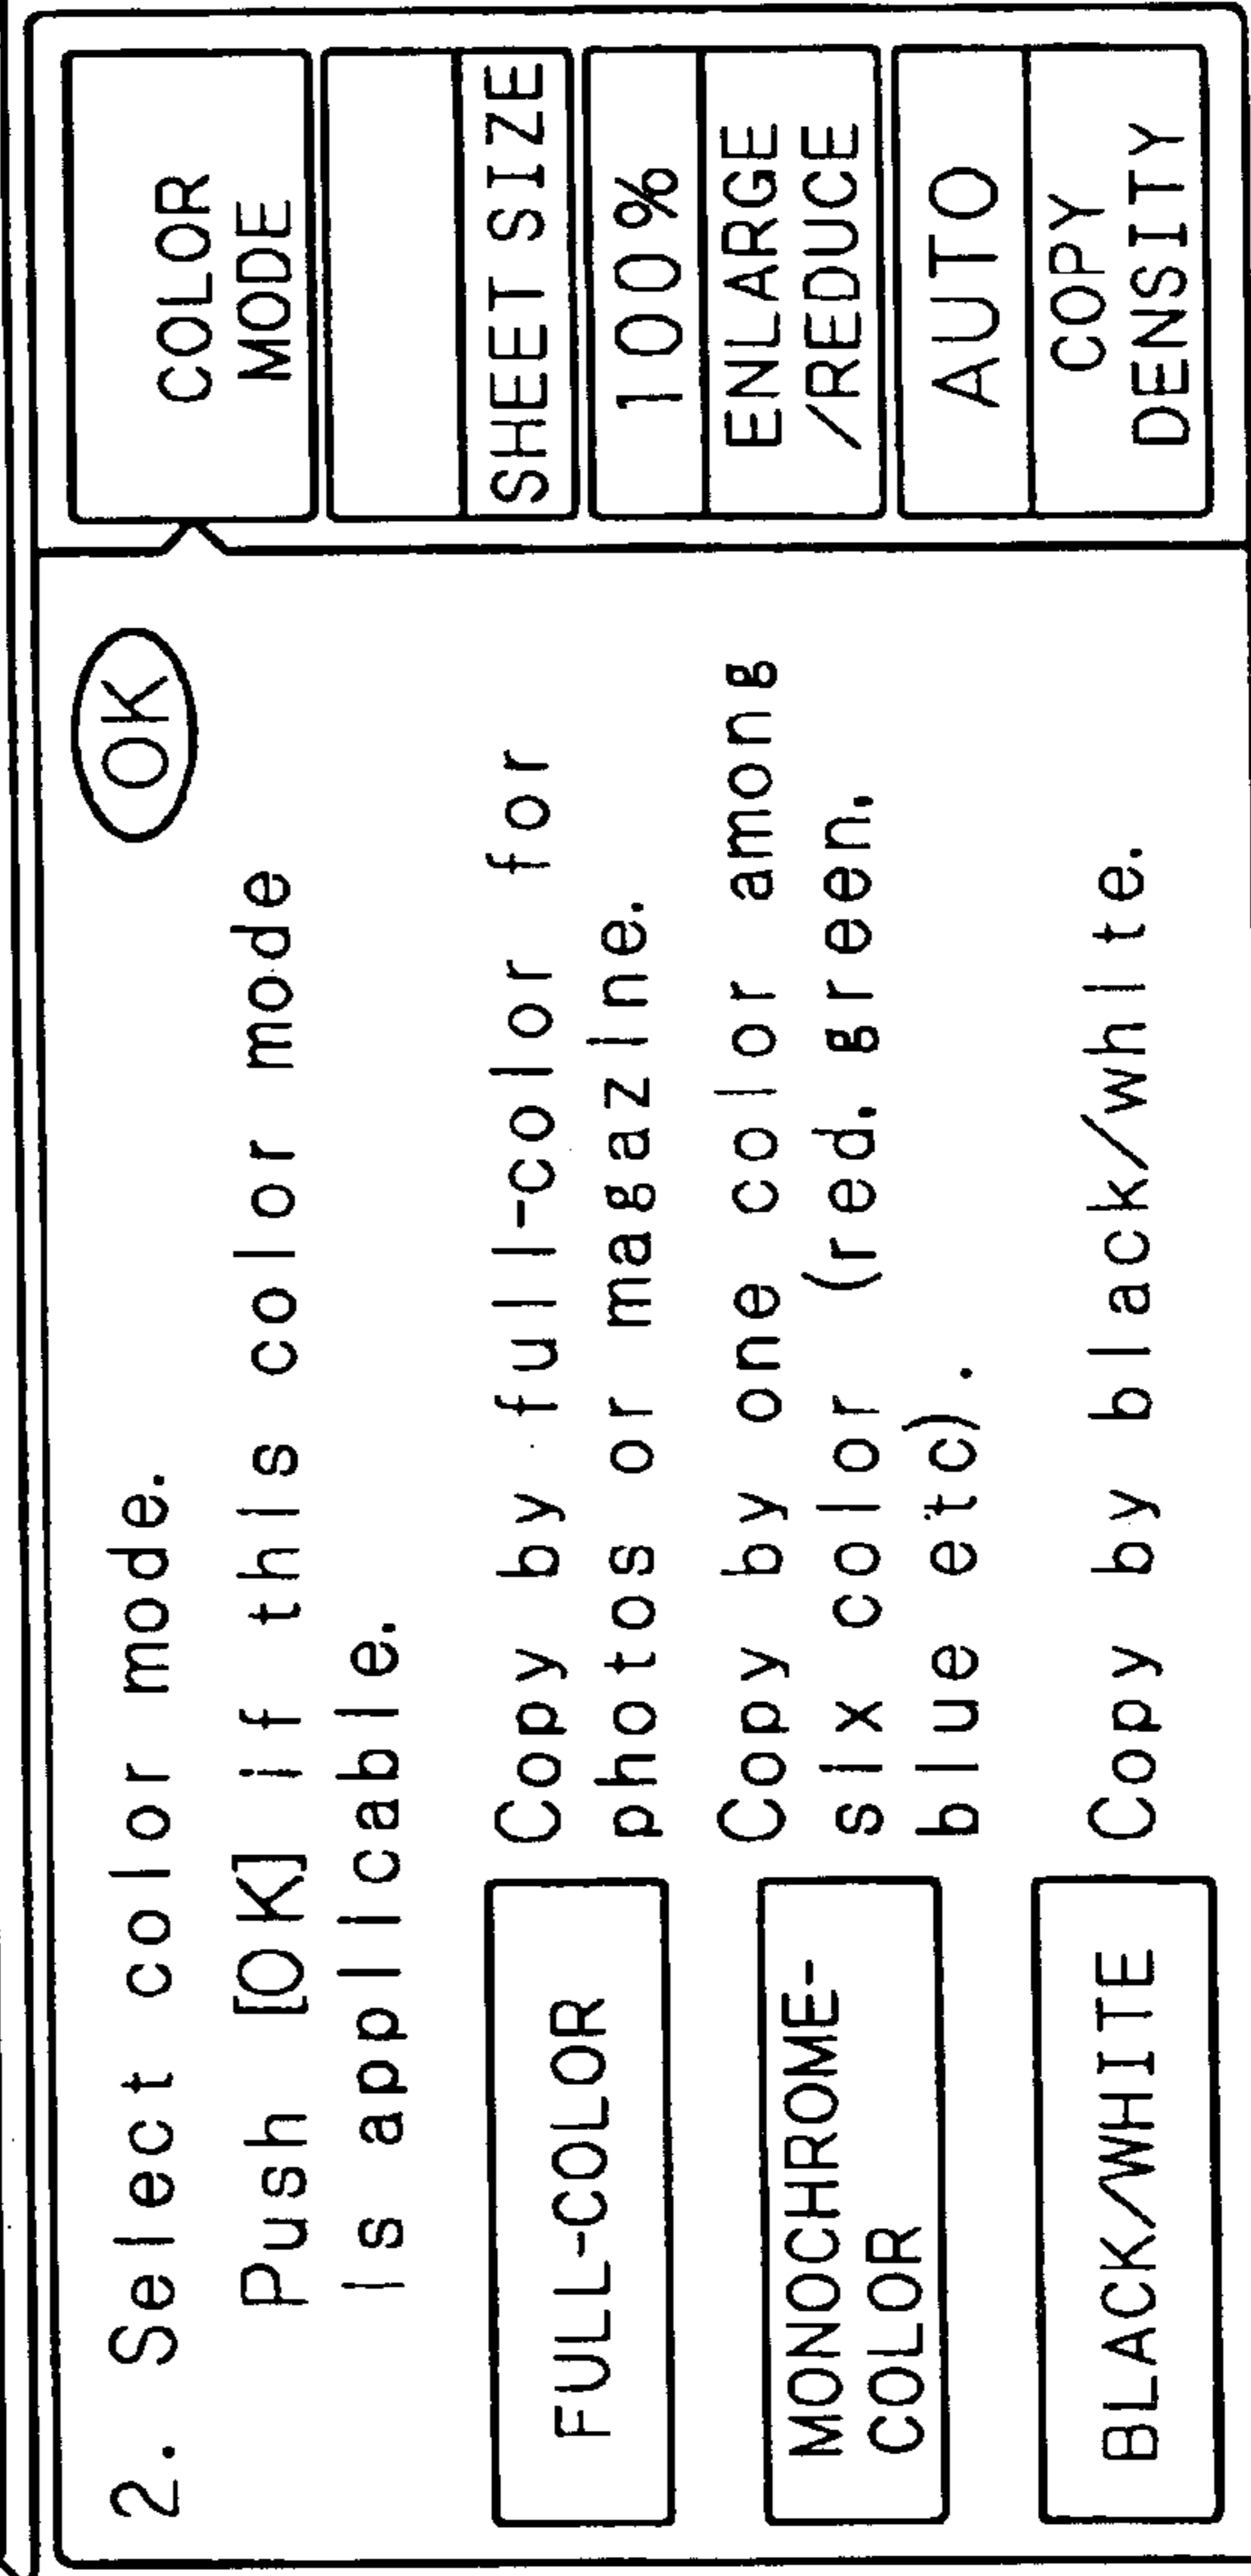 2. Select color mode.
OK
Push [OK] if this color mode
is applicable.
FULL-COLOR
Copy by full-color for
photos or magazine.
MONOCHROME-
COLOR
Copy by one color among
six color (red, green,
blue etc).
BLACK/WHITE
Copy by black/white.
COLOR
MODE
SHEET SIZE
100%
ENLARGE
/REDUCE
AUTO
COPY
DENSITY